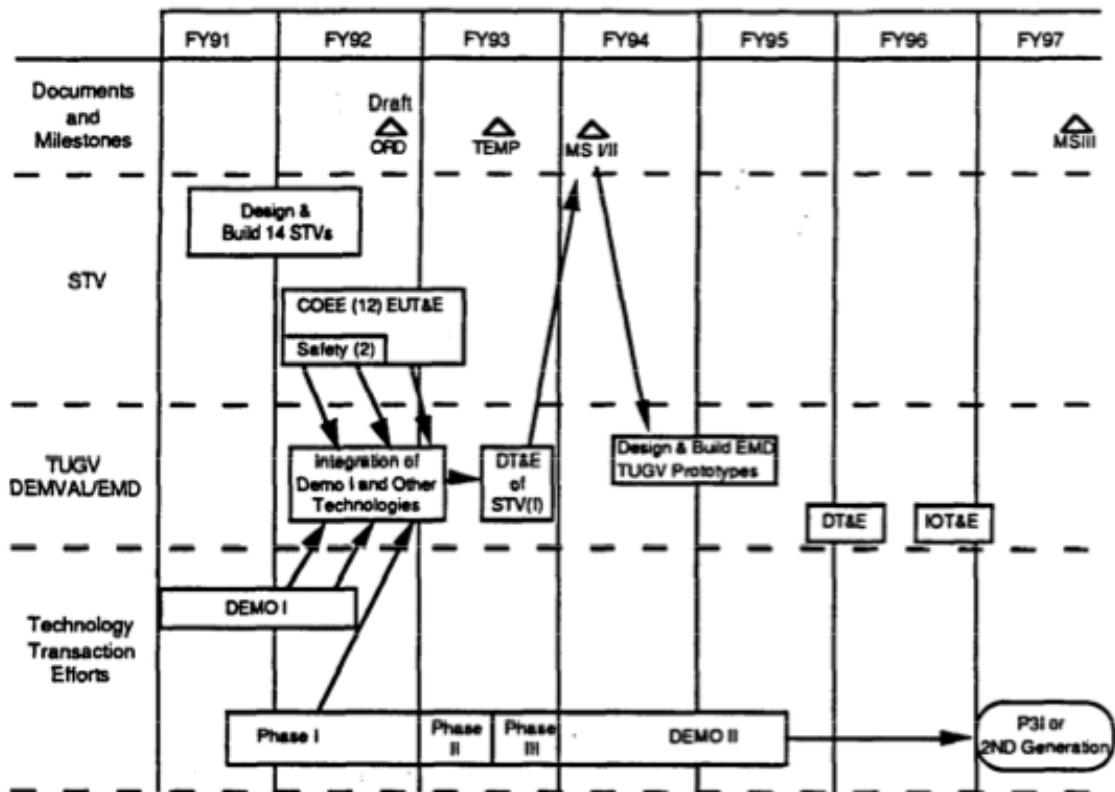 FY91 FY92 FY93 FY94 FY95 FY96 FY97
Documents
and
Milestones
Draft
ORD
TEMP
MS I/II
MSIII
STV
Design &
Build 14 STVs
COEE (12) EUT&E
Safety (2)
TUGV
DEMVAL/EMD
Integration of
Demo I and Other
Technologies
DT&E
of
STV(I)
Design & Build EMD
TUGV Prototypes
DT&E
IOT&E
Technology
Transaction
Efforts
DEMO I
Phase I
Phase
II
Phase
III
DEMO II
P3I or
2ND Generation